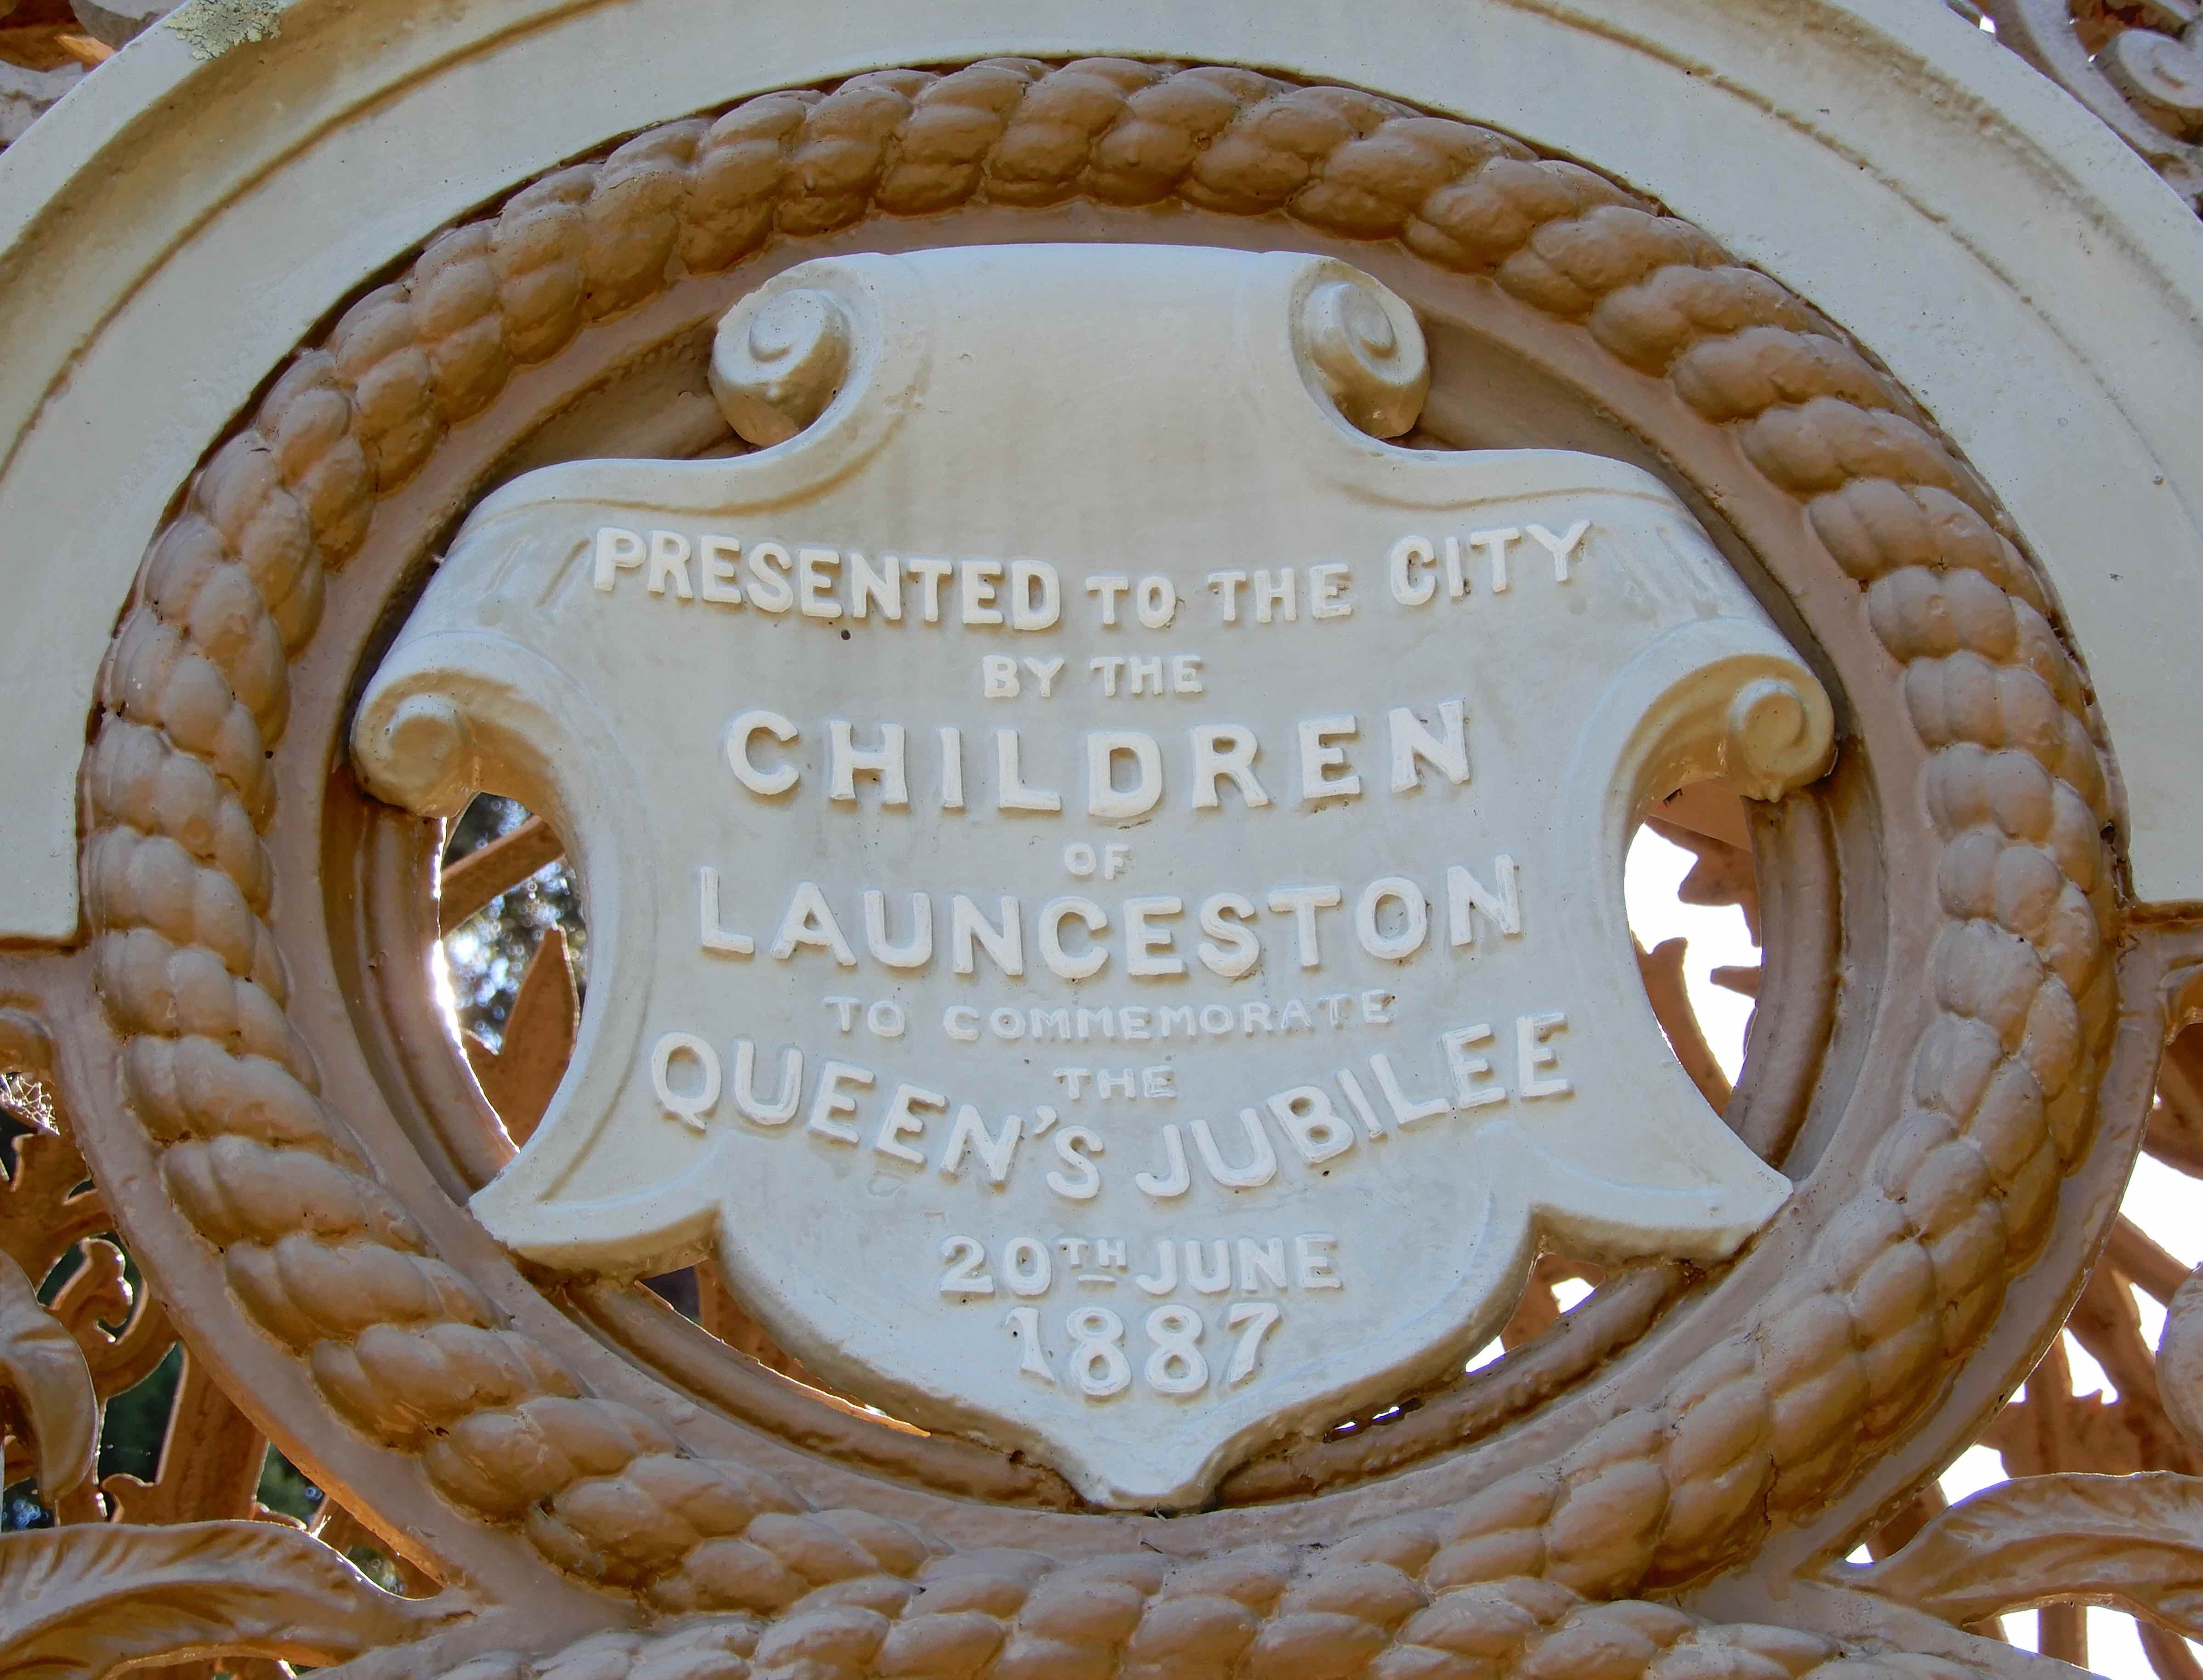 PRESENTED TO THE CITY
BY THE
CHILDREN
OF
LAUNCESTON
TO COMMEMORATE
THE
QUEEN'S JUBILEE
20TH JUNE
1887